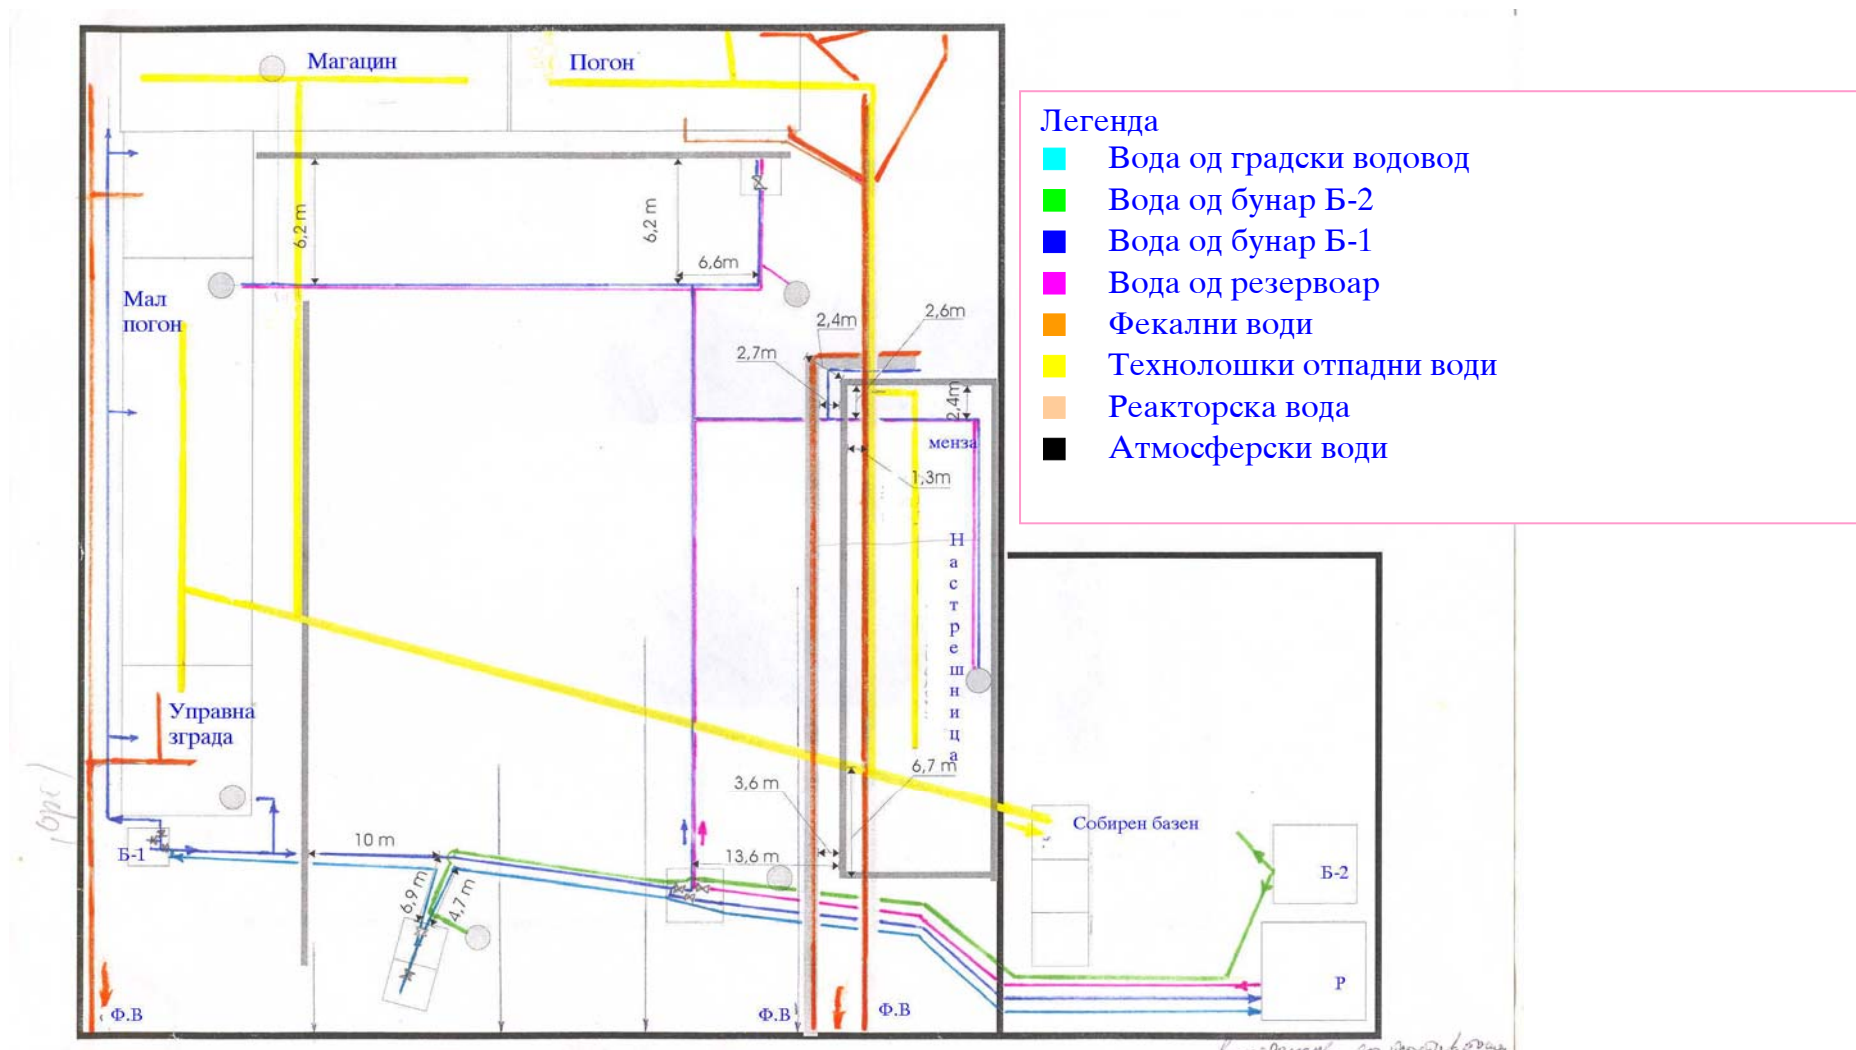 Магацин
Погон
Легенда
Вода од градски водовод
Вода од бунар Б-2
Вода од бунар Б-1
Вода од резервоар
Фекални води
Технолошки отпадни води
Реакторска вода
Атмосферски води
6,2 m
6,2 m
6,6m
Мал
погон
2,4m
2,6m
2,7m
2,4m
менза
1,3m
Настрешница
Управна
зграда
3,6 m
6,7 m
Собирен базен
10 m
13,6 m
Б-1
Б-2
6,9 m
4,7 m
Р
Ф.В
Ф.В
Ф.В